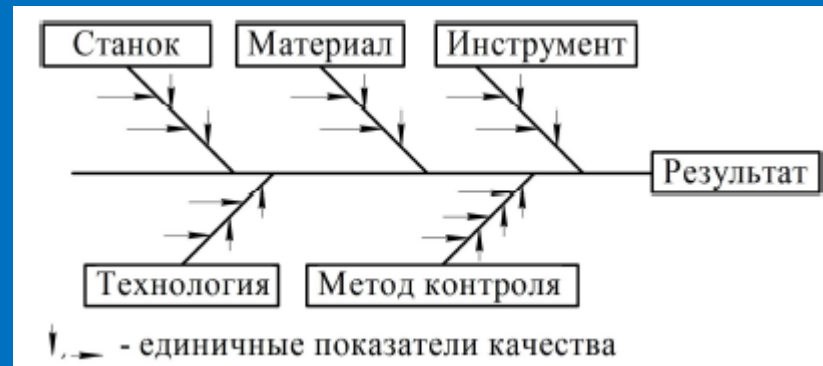 Станок
Материал
Инструмент
Результат
Технология
Метод контроля
- единичные показатели качества